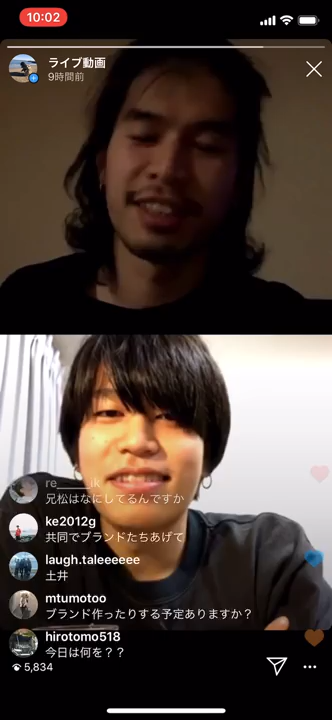 10:02
ライブ動画
9時間前
re____ik
兄松はなにしてるんですか
ke2012g
共同でブランドたちあげて
laugh.taleeeeee
土井
mtumotoo
ブランド作ったりする予定ありますか？
hirotomo518
今日は何を？？
5,834